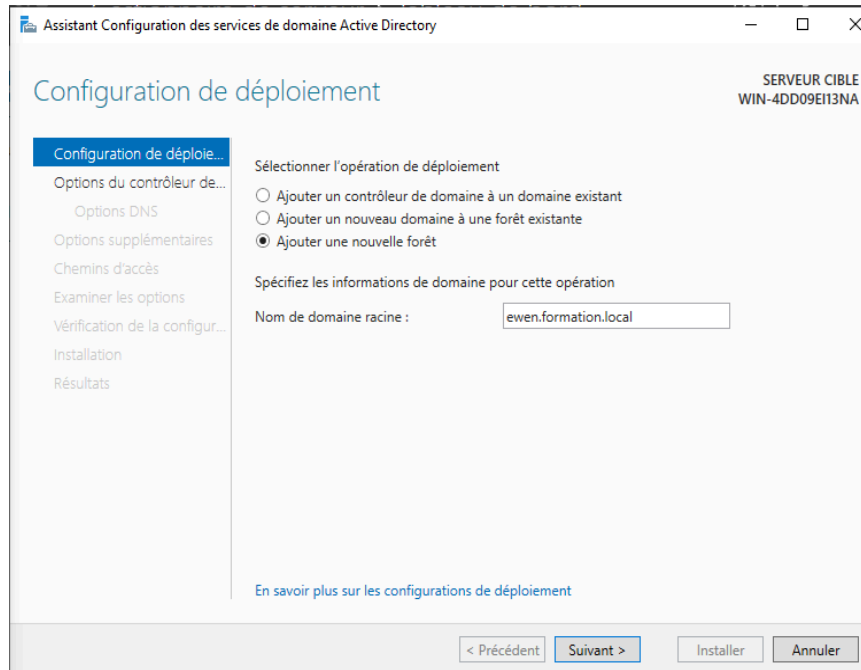 Assistant Configuration des services de domaine Active Directory
Configuration de déploiement
SERVEUR CIBLE
WIN-4DD09EI13NA
Configuration de déploie...
Options du contrôleur de...
Options DNS
Options supplémentaires
Chemins d'accès
Examiner les options
Vérification de la configur...
Installation
Résultats
Sélectionner l'opération de déploiement
Ajouter un contrôleur de domaine à un domaine existant
Ajouter un nouveau domaine à une forêt existante
Ajouter une nouvelle forêt
Spécifiez les informations de domaine pour cette opération
Nom de domaine racine : ewen.formation.local
En savoir plus sur les configurations de déploiement
< Précédent Suivant > Installer Annuler